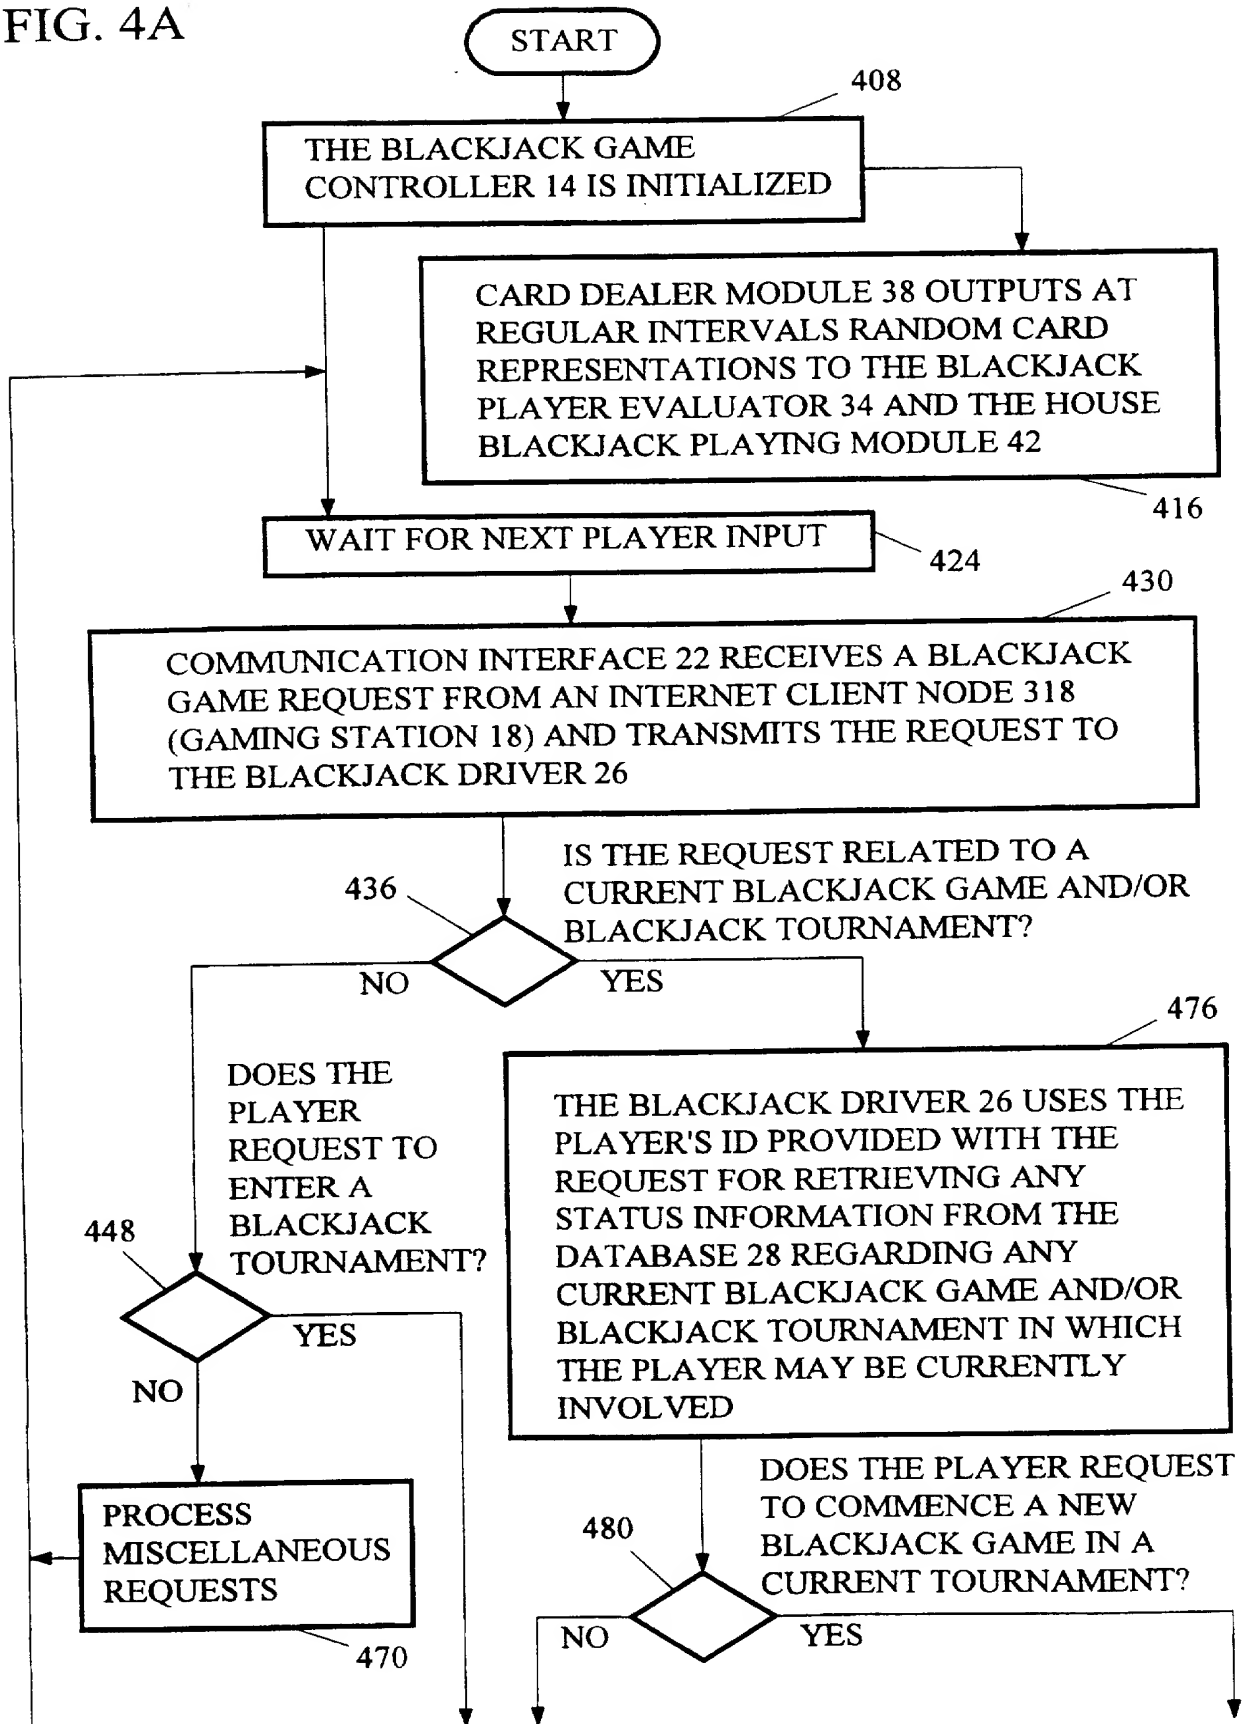 FIG. 4A
START
408
THE BLACKJACK GAME
CONTROLLER 14 IS INITIALIZED
CARD DEALER MODULE 38 OUTPUTS AT
REGULAR INTERVALS RANDOM CARD
REPRESENTATIONS TO THE BLACKJACK
PLAYER EVALUATOR 34 AND THE HOUSE
BLACKJACK PLAYING MODULE 42
416
WAIT FOR NEXT PLAYER INPUT
424
430
COMMUNICATION INTERFACE 22 RECEIVES A BLACKJACK
GAME REQUEST FROM AN INTERNET CLIENT NODE 318
(GAMING STATION 18) AND TRANSMITS THE REQUEST TO
THE BLACKJACK DRIVER 26
IS THE REQUEST RELATED TO A
CURRENT BLACKJACK GAME AND/OR
BLACKJACK TOURNAMENT?
436
NO
YES
476
DOES THE
PLAYER
REQUEST TO
ENTER A
BLACKJACK
TOURNAMENT?
448
YES
NO
THE BLACKJACK DRIVER 26 USES THE
PLAYER'S ID PROVIDED WITH THE
REQUEST FOR RETRIEVING ANY
STATUS INFORMATION FROM THE
DATABASE 28 REGARDING ANY
CURRENT BLACKJACK GAME AND/OR
BLACKJACK TOURNAMENT IN WHICH
THE PLAYER MAY BE CURRENTLY
INVOLVED
PROCESS
MISCELLANEOUS
REQUESTS
470
DOES THE PLAYER REQUEST
TO COMMENCE A NEW
BLACKJACK GAME IN A
CURRENT TOURNAMENT?
480
NO
YES